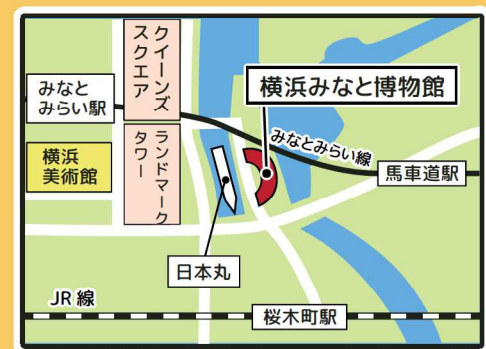 クイーンズ
スクエア
みなと
みらい駅
横浜みなと博物館
みなとみらい線
横浜
美術館
ランドマーク
タワー
馬車道駅
日本丸
JR線
桜木町駅